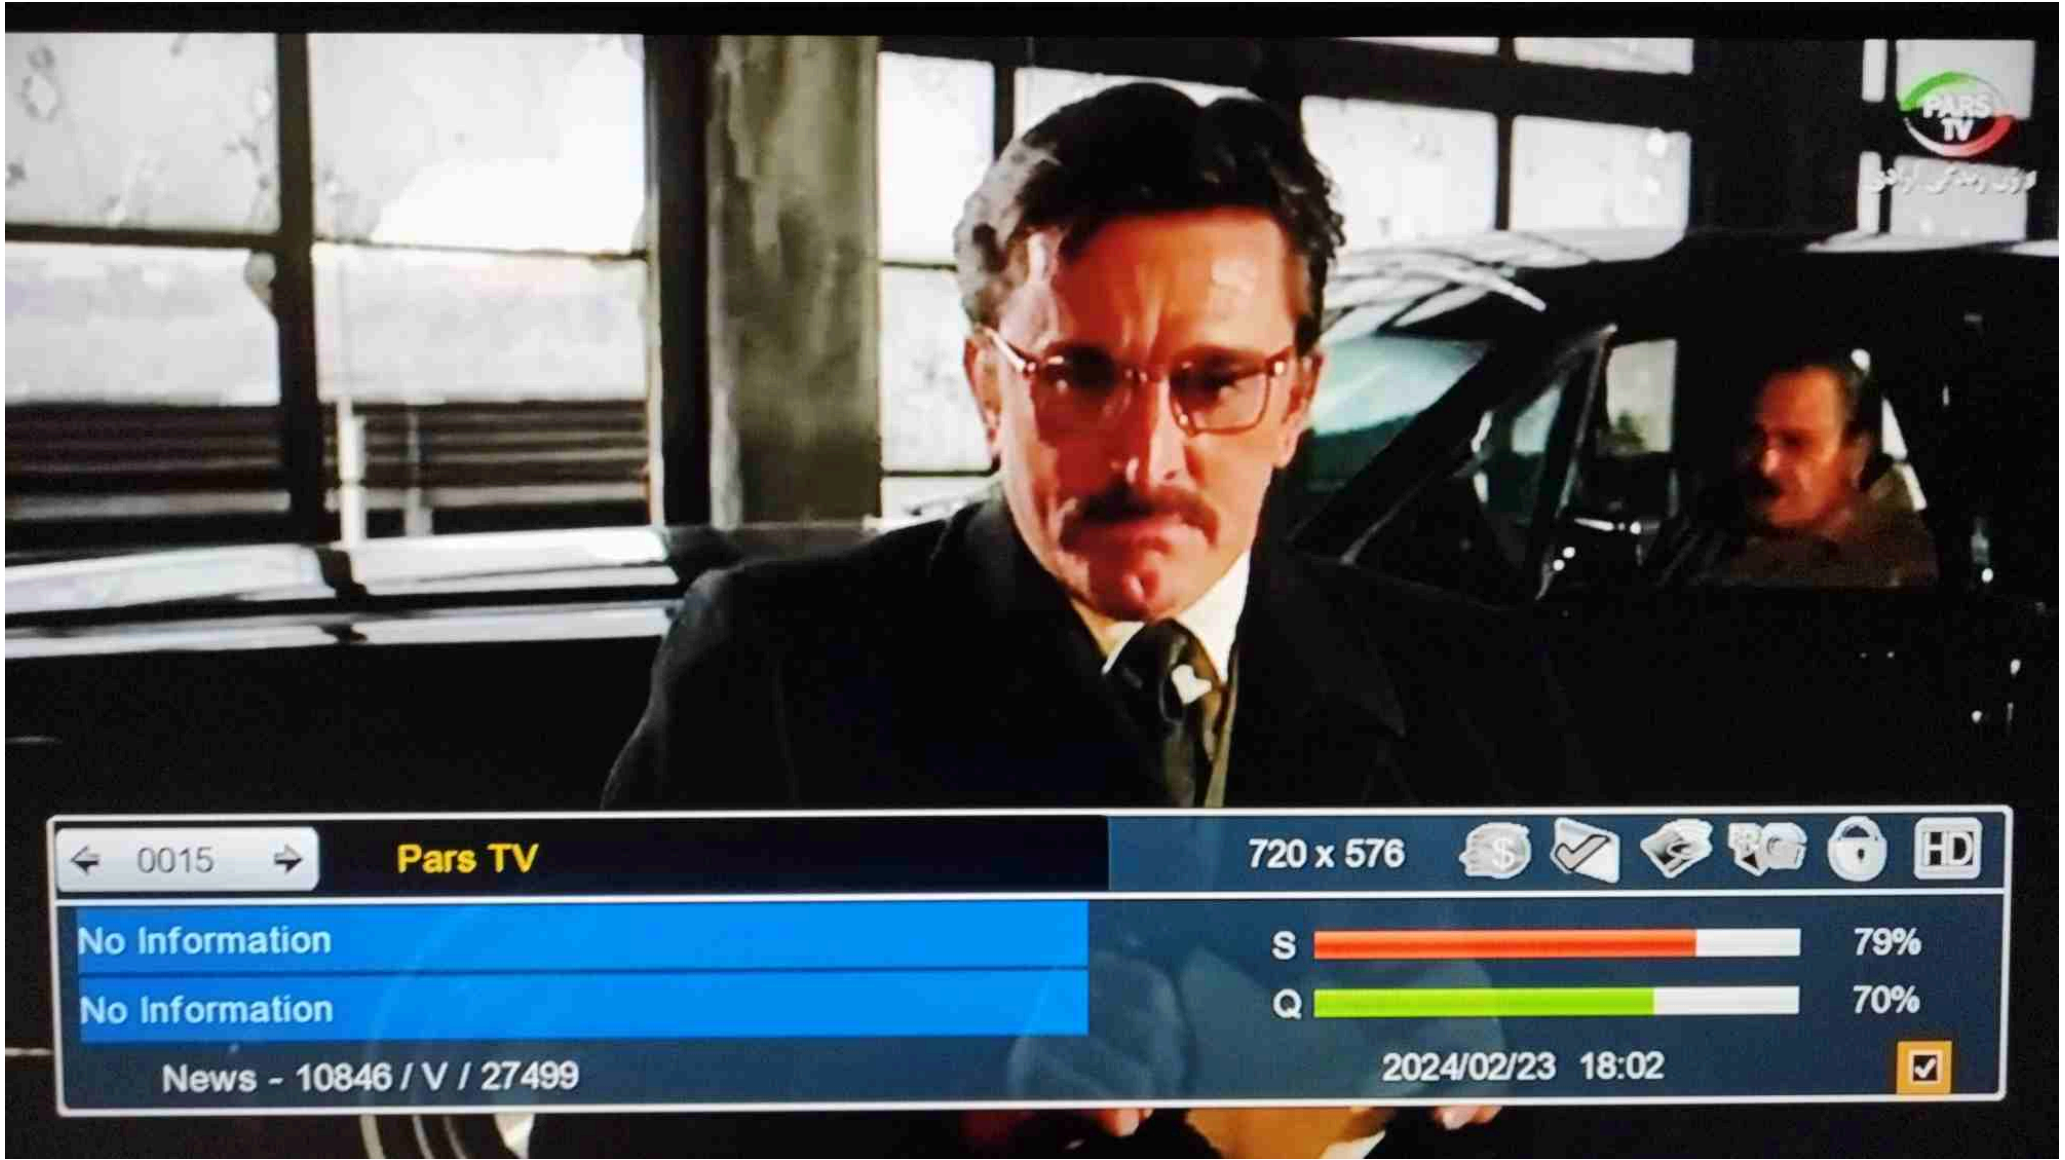 PARS
TV
0015
Pars TV
720 x 576
HD
No Information
S
79%
No Information
Q
70%
News - 10846 / V / 27499
2024/02/23 18:02